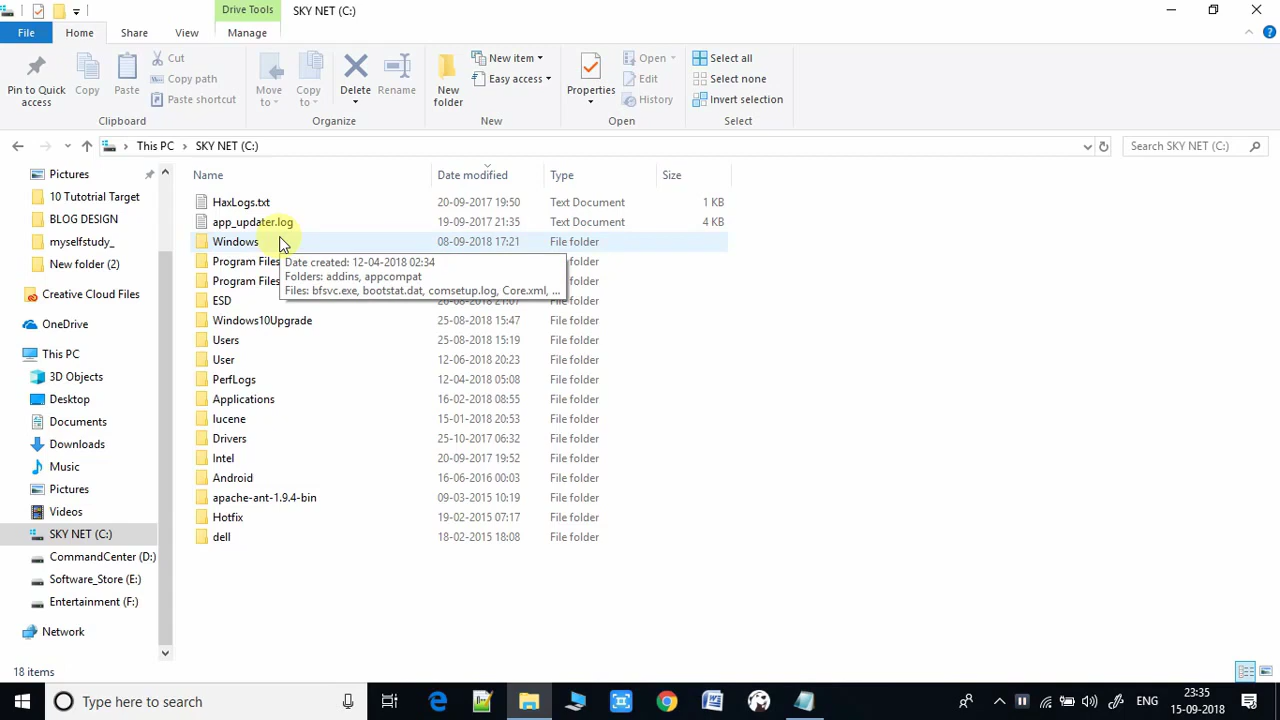 Drive Tools
SKY NET (C:)
File
Home
Share
View
Manage
Pin to Quick access
Copy
Paste
Cut
Copy path
Paste shortcut
Move to
Copy to
Delete
Rename
New folder
New item
Easy access
Properties
Open
Edit
History
Select all
Select none
Invert selection
Clipboard
Organize
New
Open
Select
This PC
SKY NET (C:)
Search SKY NET (C:)
Pictures
10 Tutotrial Target
BLOG DESIGN
myselfstudy_
New folder (2)
Creative Cloud Files
OneDrive
This PC
3D Objects
Desktop
Documents
Downloads
Music
Pictures
Videos
SKY NET (C:)
CommandCenter (D:)
Software_Store (E:)
Entertainment (F:)
Network
Name Date modified Type Size
HaxLogs.txt 20-09-2017 19:50 Text Document 1 KB
app_updater.log 19-09-2017 21:35 Text Document 4 KB
Windows 08-09-2018 17:21 File folder
Program Files File folder
Program Files File folder
Date created: 12-04-2018 02:34
Folders: addins, appcompat
Files: bfsvc.exe, bootstat.dat, comsetup.log, Core.xml, ...
ESD 26-08-2018 21:07 File folder
Windows10Upgrade 25-08-2018 15:47 File folder
Users 25-08-2018 15:19 File folder
User 12-06-2018 20:23 File folder
PerfLogs 12-04-2018 05:08 File folder
Applications 16-02-2018 08:55 File folder
lucene 15-01-2018 20:53 File folder
Drivers 25-10-2017 06:32 File folder
Intel 20-09-2017 19:52 File folder
Android 16-06-2016 00:03 File folder
apache-ant-1.9.4-bin 09-03-2015 10:19 File folder
Hotfix 19-02-2015 07:17 File folder
dell 18-02-2015 18:08 File folder
18 items
Type here to search
ENG
23:35
15-09-2018